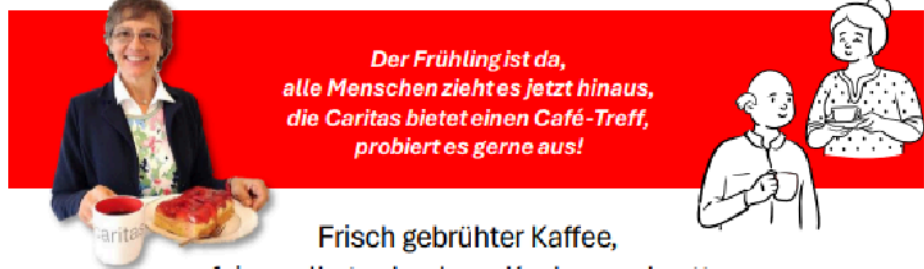 Der Frühling ist da,
alle Menschen zieht es jetzt hinaus,
die Caritas bietet einen Café-Treff,
probiert es gerne aus!
caritas
Frisch gebrühter Kaffee,